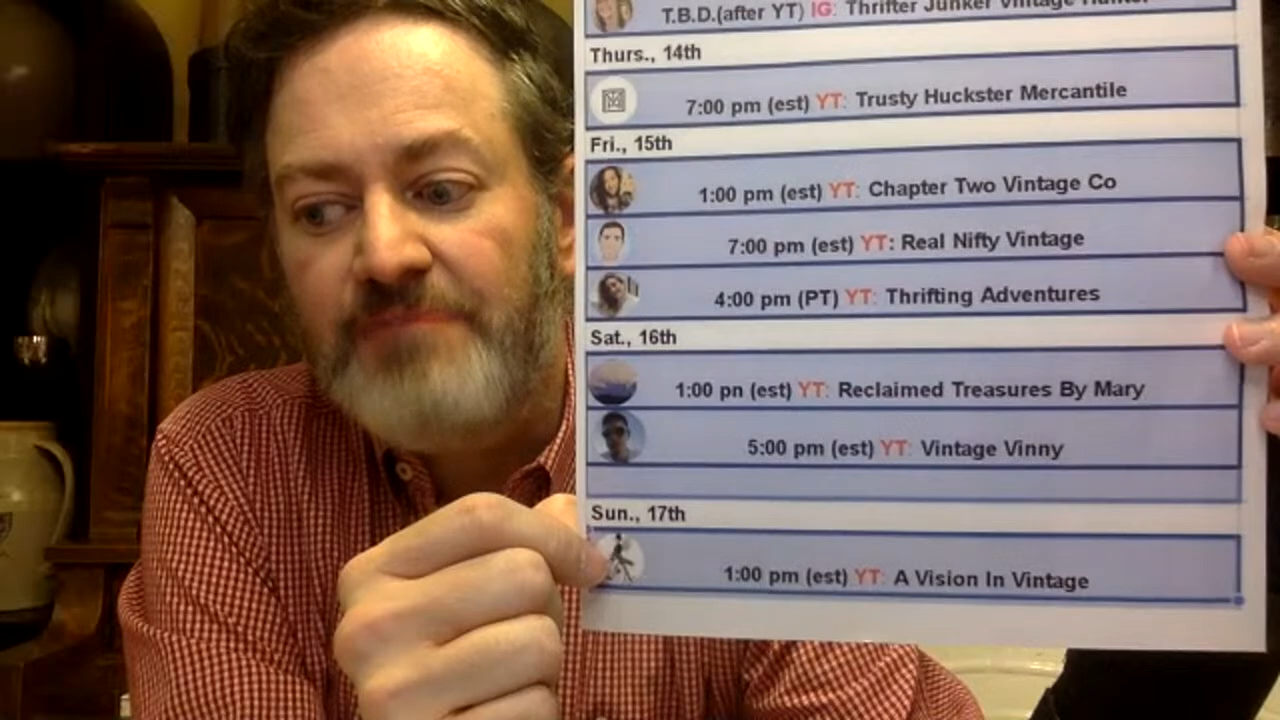 T.B.D.(after YT) IG: Thrifter Junker Vintage Hunter
Thurs., 14th
7:00 pm (est) YT: Trusty Huckster Mercantile
Fri., 15th
1:00 pm (est) YT: Chapter Two Vintage Co
7:00 pm (est) YT: Real Nifty Vintage
4:00 pm (PT) YT: Thrifting Adventures
Sat., 16th
1:00 pn (est) YT: Reclaimed Treasures By Mary
5:00 pm (est) YT: Vintage Vinny
Sun., 17th
1:00 pm (est) YT: A Vision In Vintage